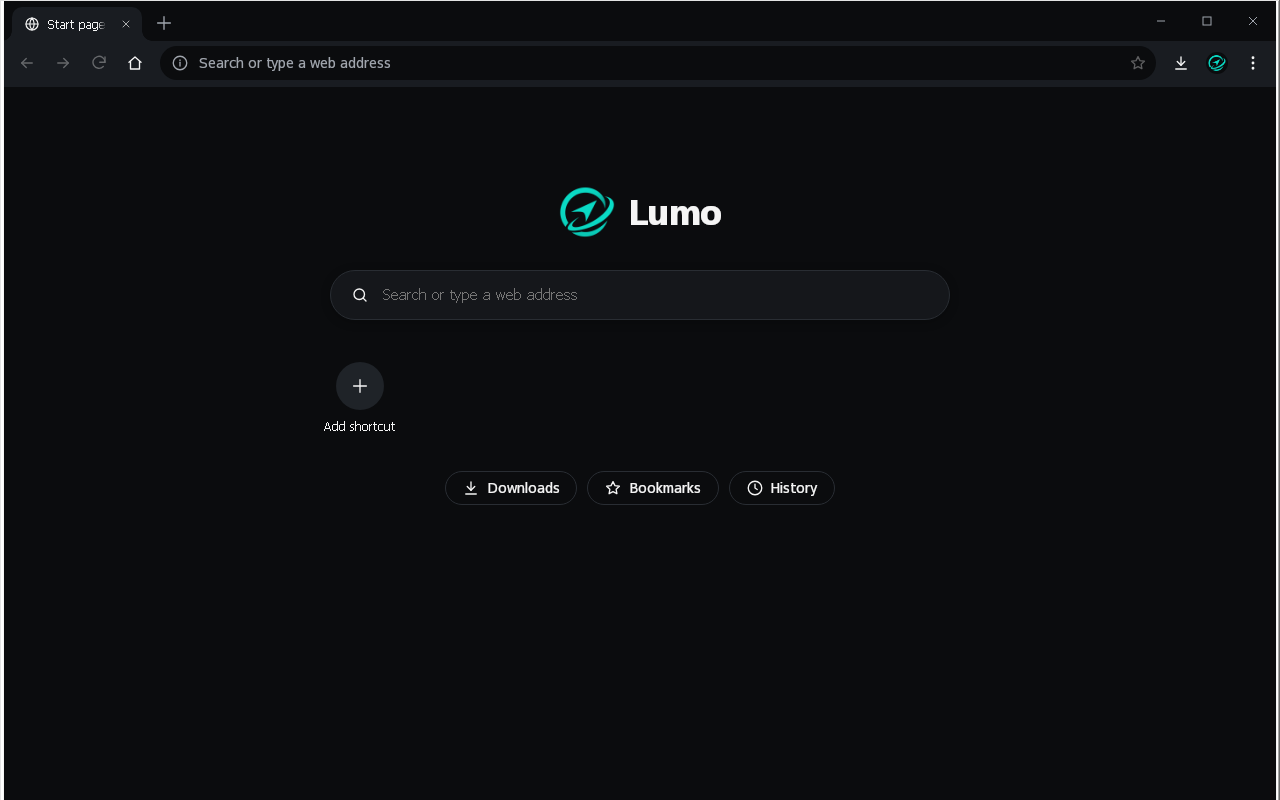 Start page
Search or type a web address
Lumo
Search or type a web address
Add shortcut
Downloads
Bookmarks
History